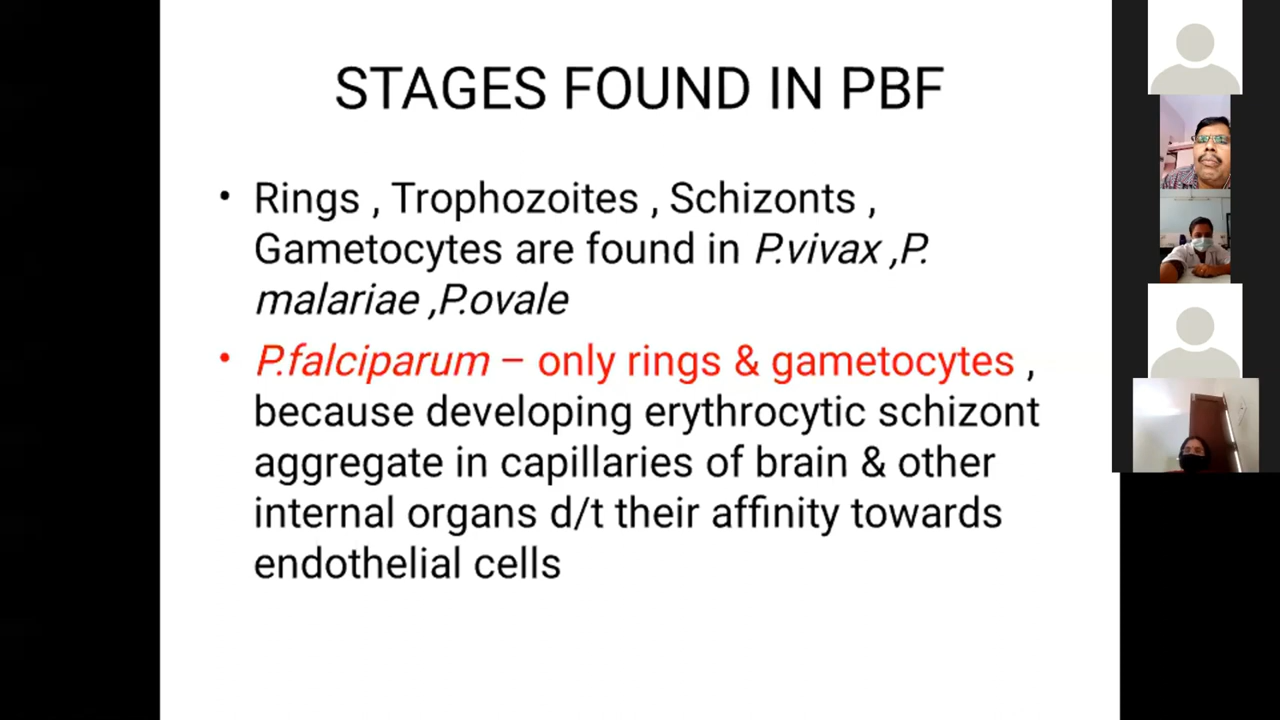 STAGES FOUND IN PBF
• Rings , Trophozoites , Schizonts ,
Gametocytes are found in P.vivax ,P.
malariae ,P.ovale
• P.falciparum – only rings & gametocytes ,
because developing erythrocytic schizont
aggregate in capillaries of brain & other
internal organs d/t their affinity towards
endothelial cells